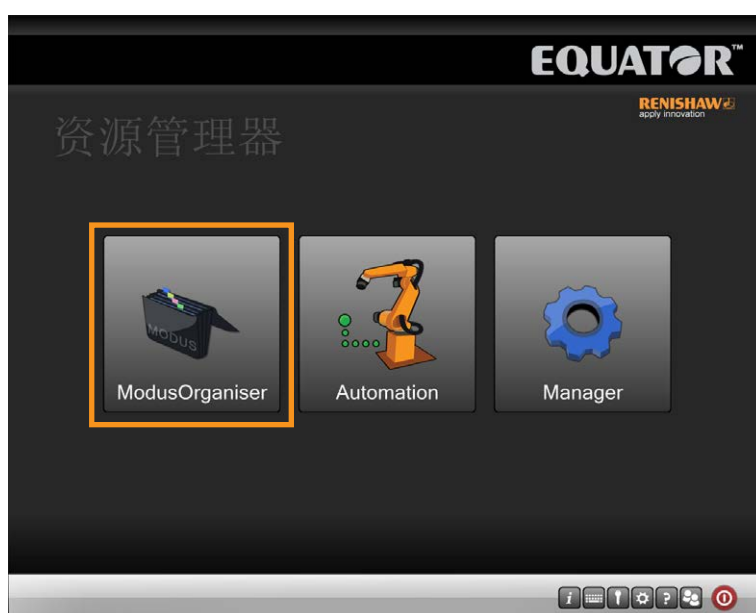 EQUATOR™
RENISHAW
apply innovation
资源管理器
MODUS
ModusOrganiser
Automation
Manager